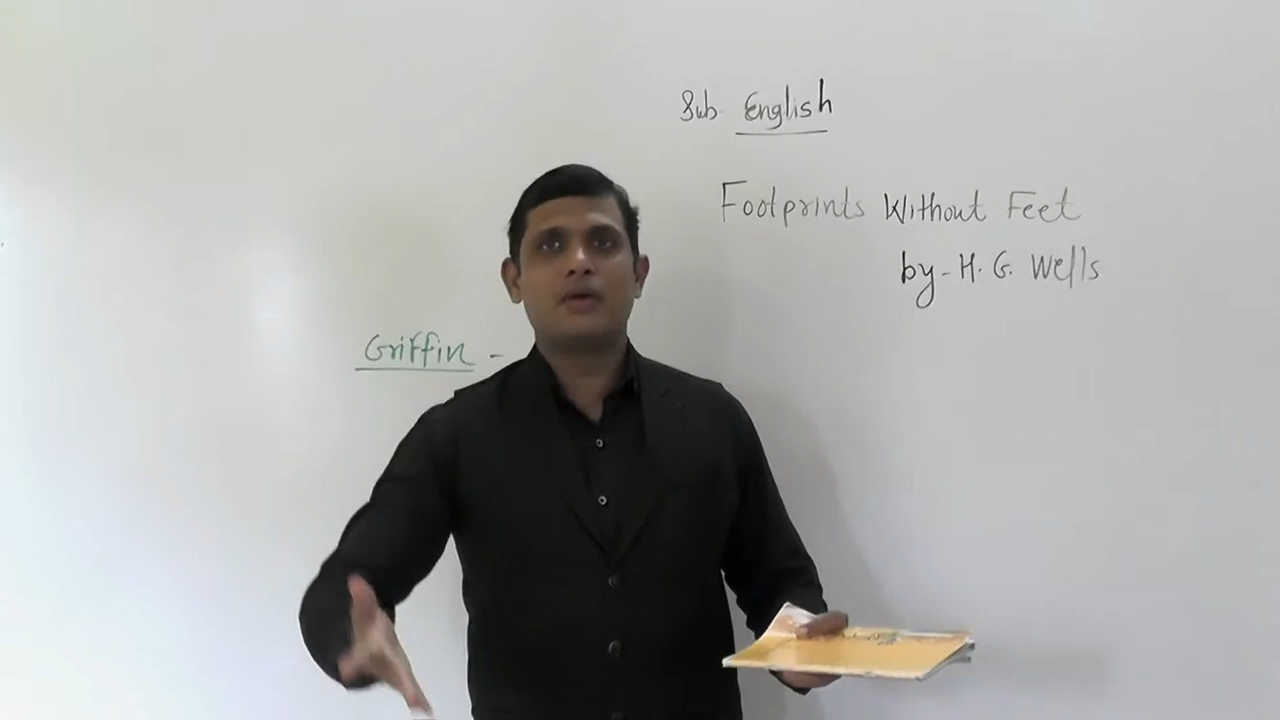 Sub English
Footprints Without Feet
by - H. G. Wells
Griffin -